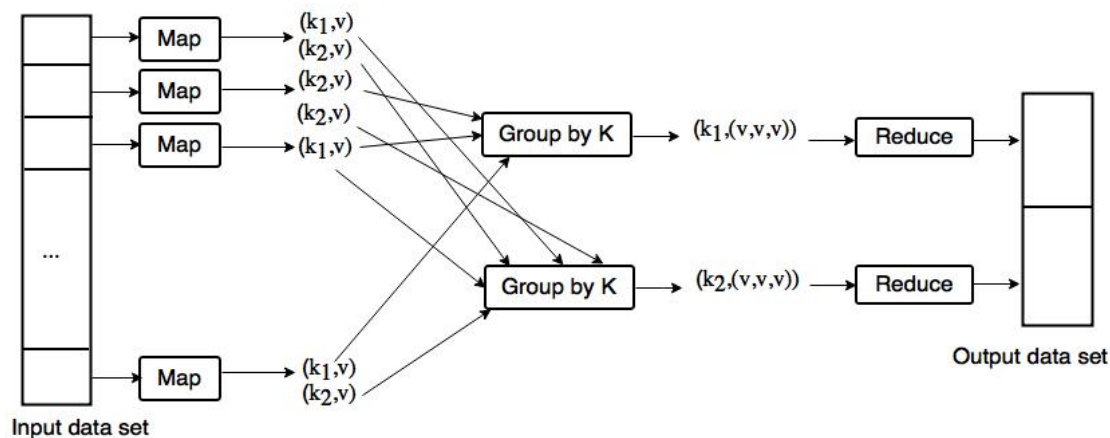 Map
(k1,v)
(k2,v)
Map
(k2,v)
(k2,v)
Map
(k1,v)
Group by K
(k1,(v,v,v))
Reduce
...
Group by K
(k2,(v,v,v))
Reduce
Map
(k1,v)
(k2,v)
Output data set
Input data set